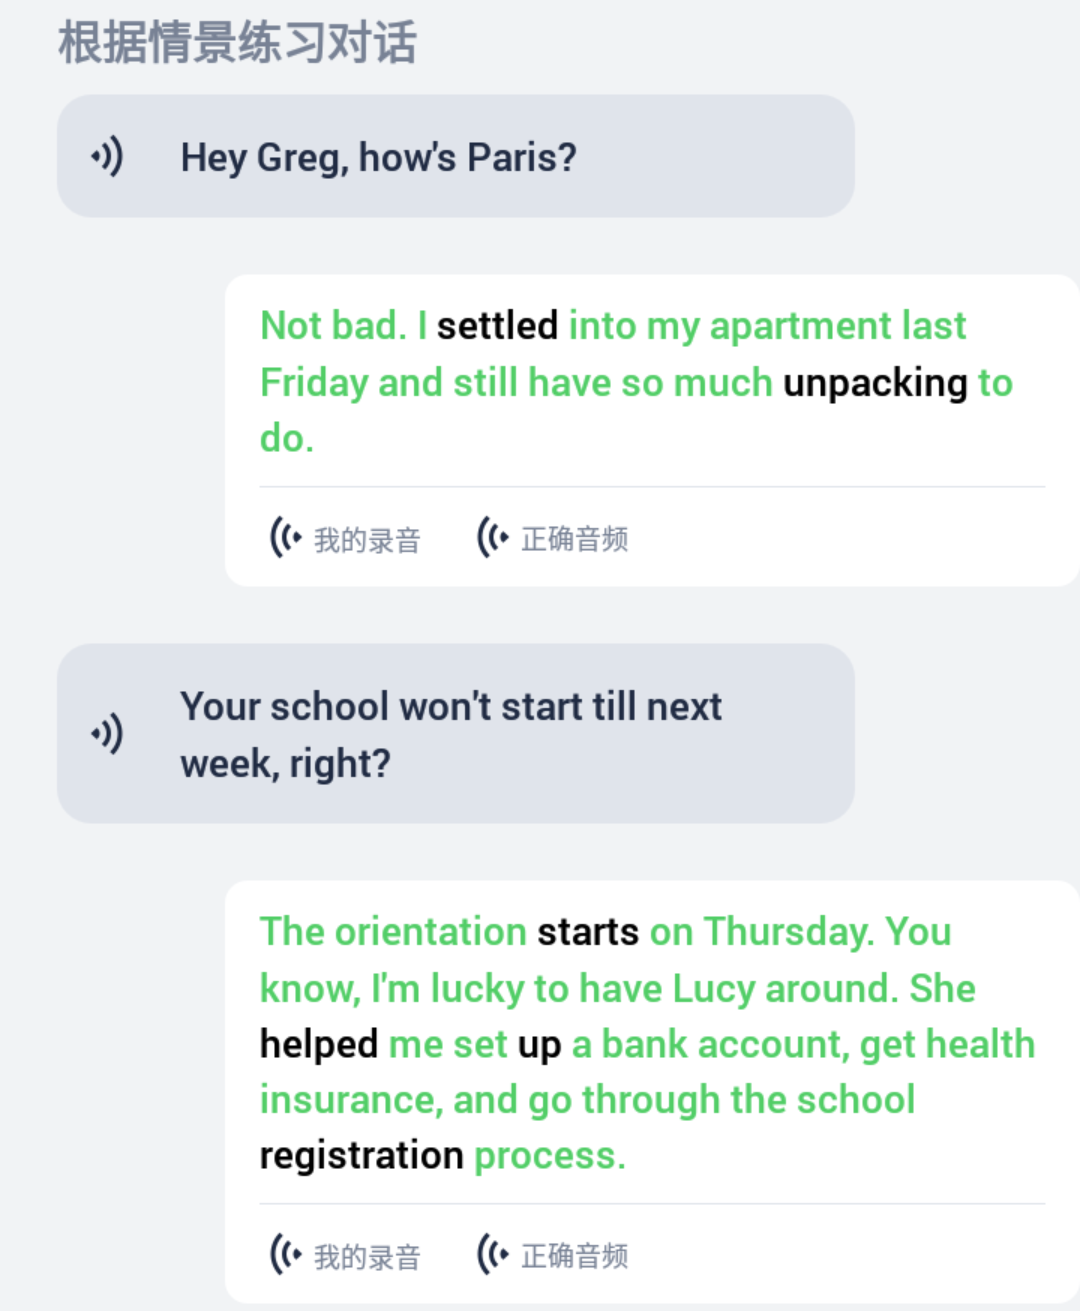 根据情景练习对话
Hey Greg, how's Paris?
Not bad. I settled into my apartment last
Friday and still have so much unpacking to
do.
我的录音 正确音频
Your school won't start till next
week, right?
The orientation starts on Thursday. You
know, I'm lucky to have Lucy around. She
helped me set up a bank account, get health
insurance, and go through the school
registration process.
我的录音 正确音频